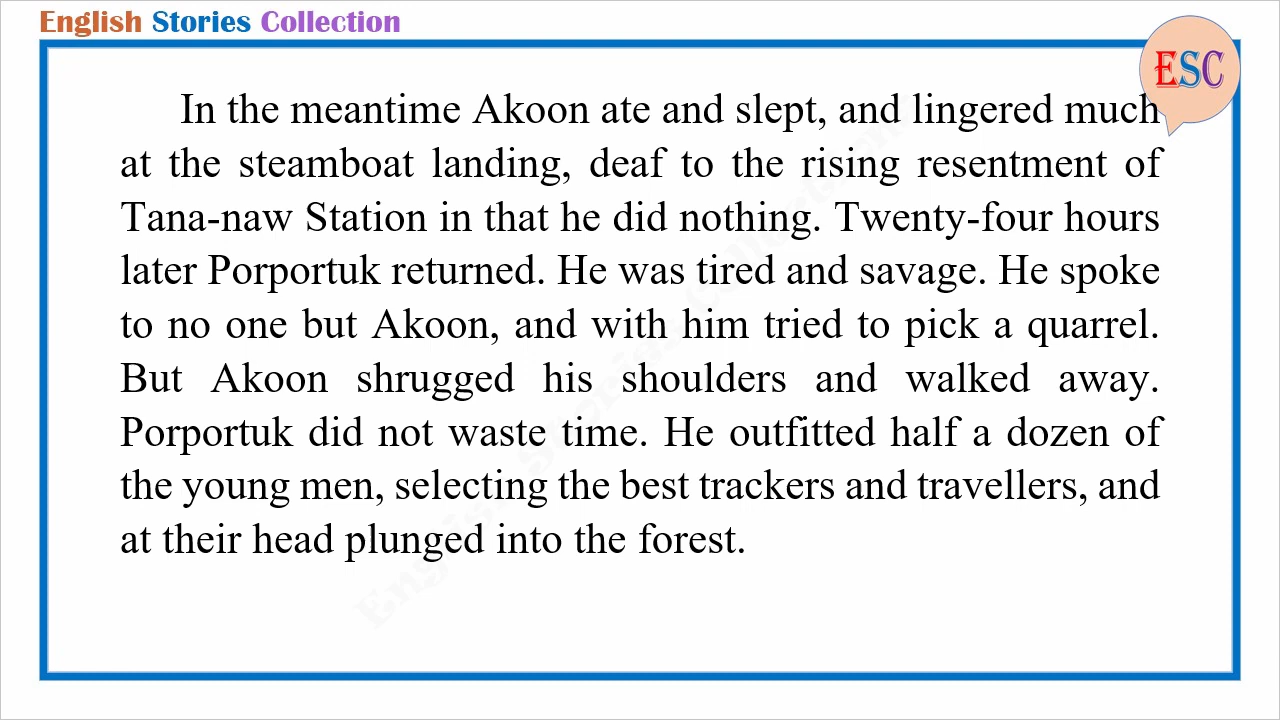 English Stories Collection
ESC
In the meantime Akoon ate and slept, and lingered much
at the steamboat landing, deaf to the rising resentment of
Tana-naw Station in that he did nothing. Twenty-four hours
later Porportuk returned. He was tired and savage. He spoke
to no one but Akoon, and with him tried to pick a quarrel.
But Akoon shrugged his shoulders and walked away.
Porportuk did not waste time. He outfitted half a dozen of
the young men, selecting the best trackers and travellers, and
at their head plunged into the forest.
English Stories Collection